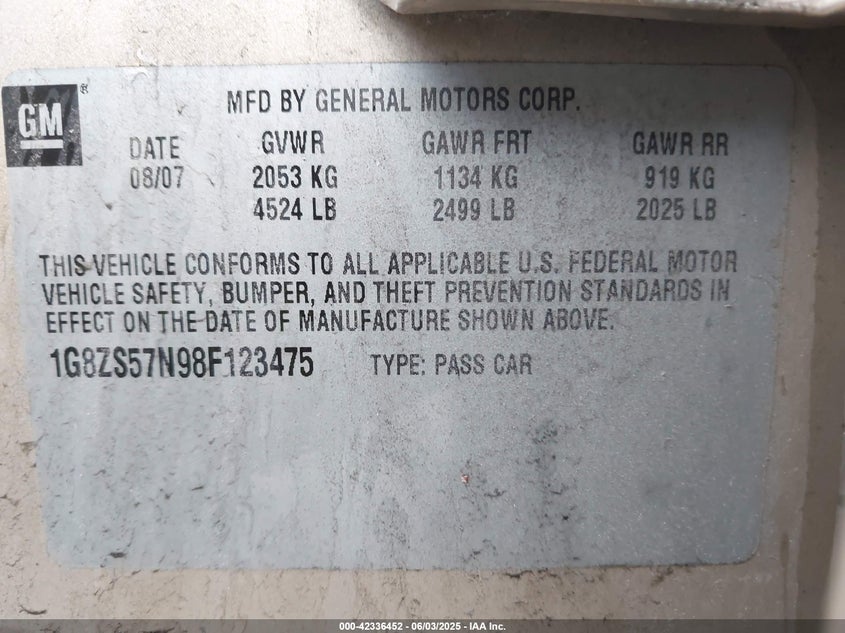 GM ®
MFD BY GENERAL MOTORS CORP.
DATE GVWR GAWR FRT GAWR RR
08/07 2053 KG 1134 KG 919 KG
4524 LB 2499 LB 2025 LB
THIS VEHICLE CONFORMS TO ALL APPLICABLE U.S. FEDERAL MOTOR
VEHICLE SAFETY, BUMPER, AND THEFT PREVENTION STANDARDS IN
EFFECT ON THE DATE OF MANUFACTURE SHOWN ABOVE.
1G8ZS57N98F123475 TYPE: PASS CAR
000-42336452 - 06/03/2025 - IAA Inc.